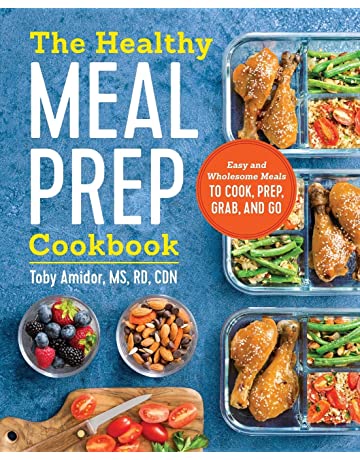 The Healthy
MEAL
PREP
Cookbook
Toby Amidor, MS, RD, CDN
Easy and
Wholesome Meals
TO COOK, PREP,
GRAB, AND GO